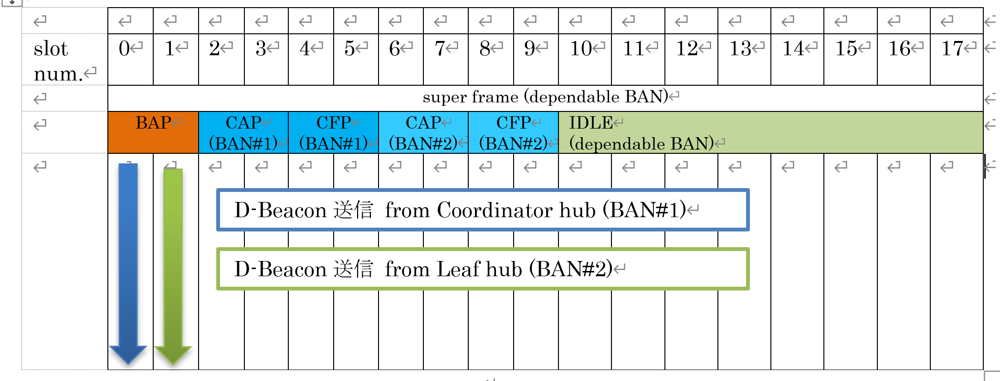 slot
num.
0 1 2 3 4 5 6 7 8 9 10 11 12 13 14 15 16 17
super frame (dependable BAN)
BAP
CAP
(BAN#1)
CFP
(BAN#1)
CAP
(BAN#2)
CFP
(BAN#2)
IDLE
(dependable BAN)
D-Beacon 送信 from Coordinator hub (BAN#1)
D-Beacon 送信 from Leaf hub (BAN#2)